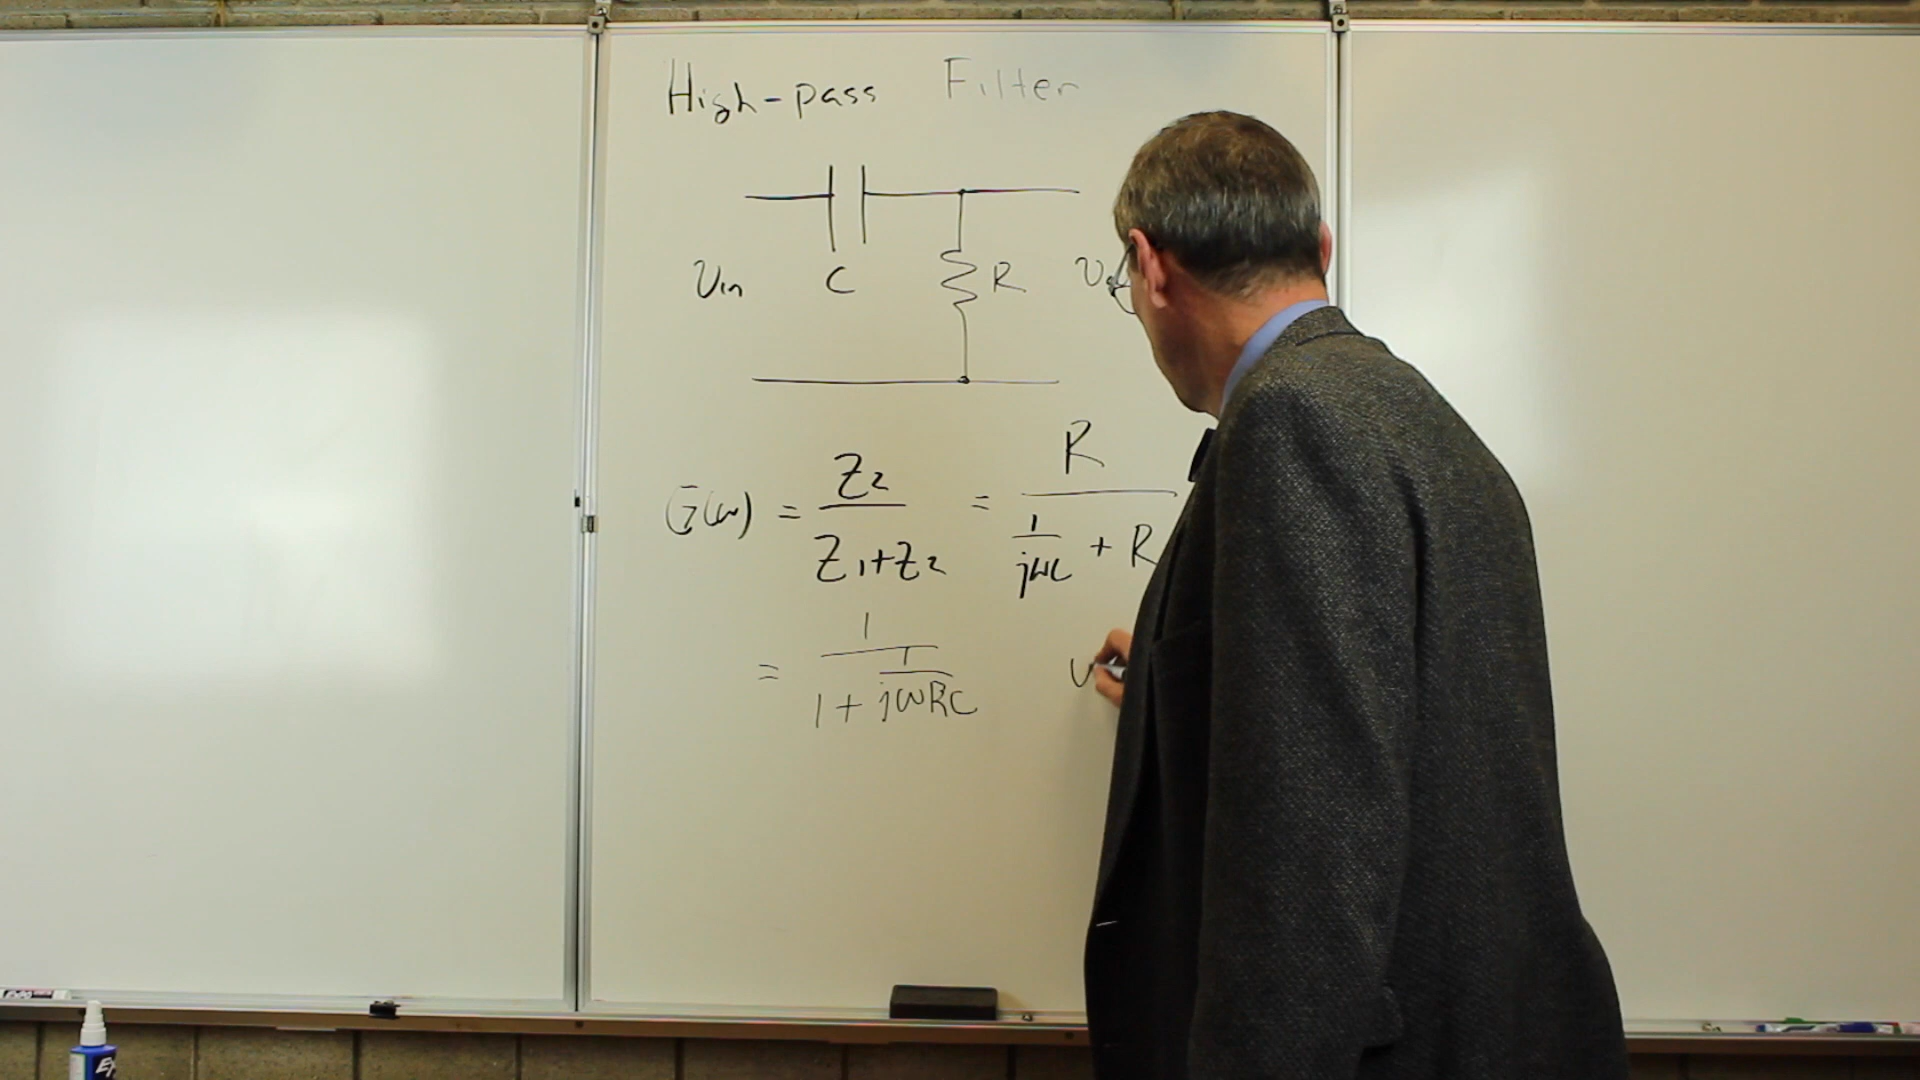 High-pass Filter
Vin C R
G(ω) = Z2 / (Z1+Z2) = R / (1/jωC + R)
= 1 / (1 + 1/jωRC)